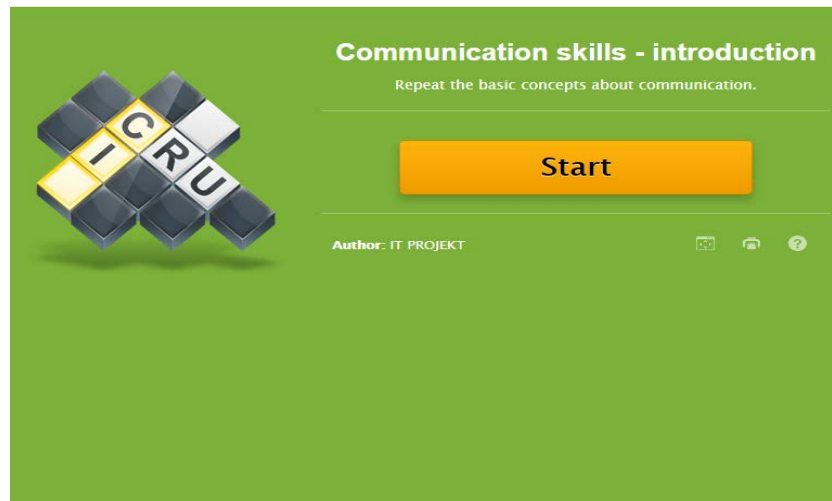 Communication skills - introduction
Repeat the basic concepts about communication.
C
I R
U
Start
Author: IT PROJEKT
?